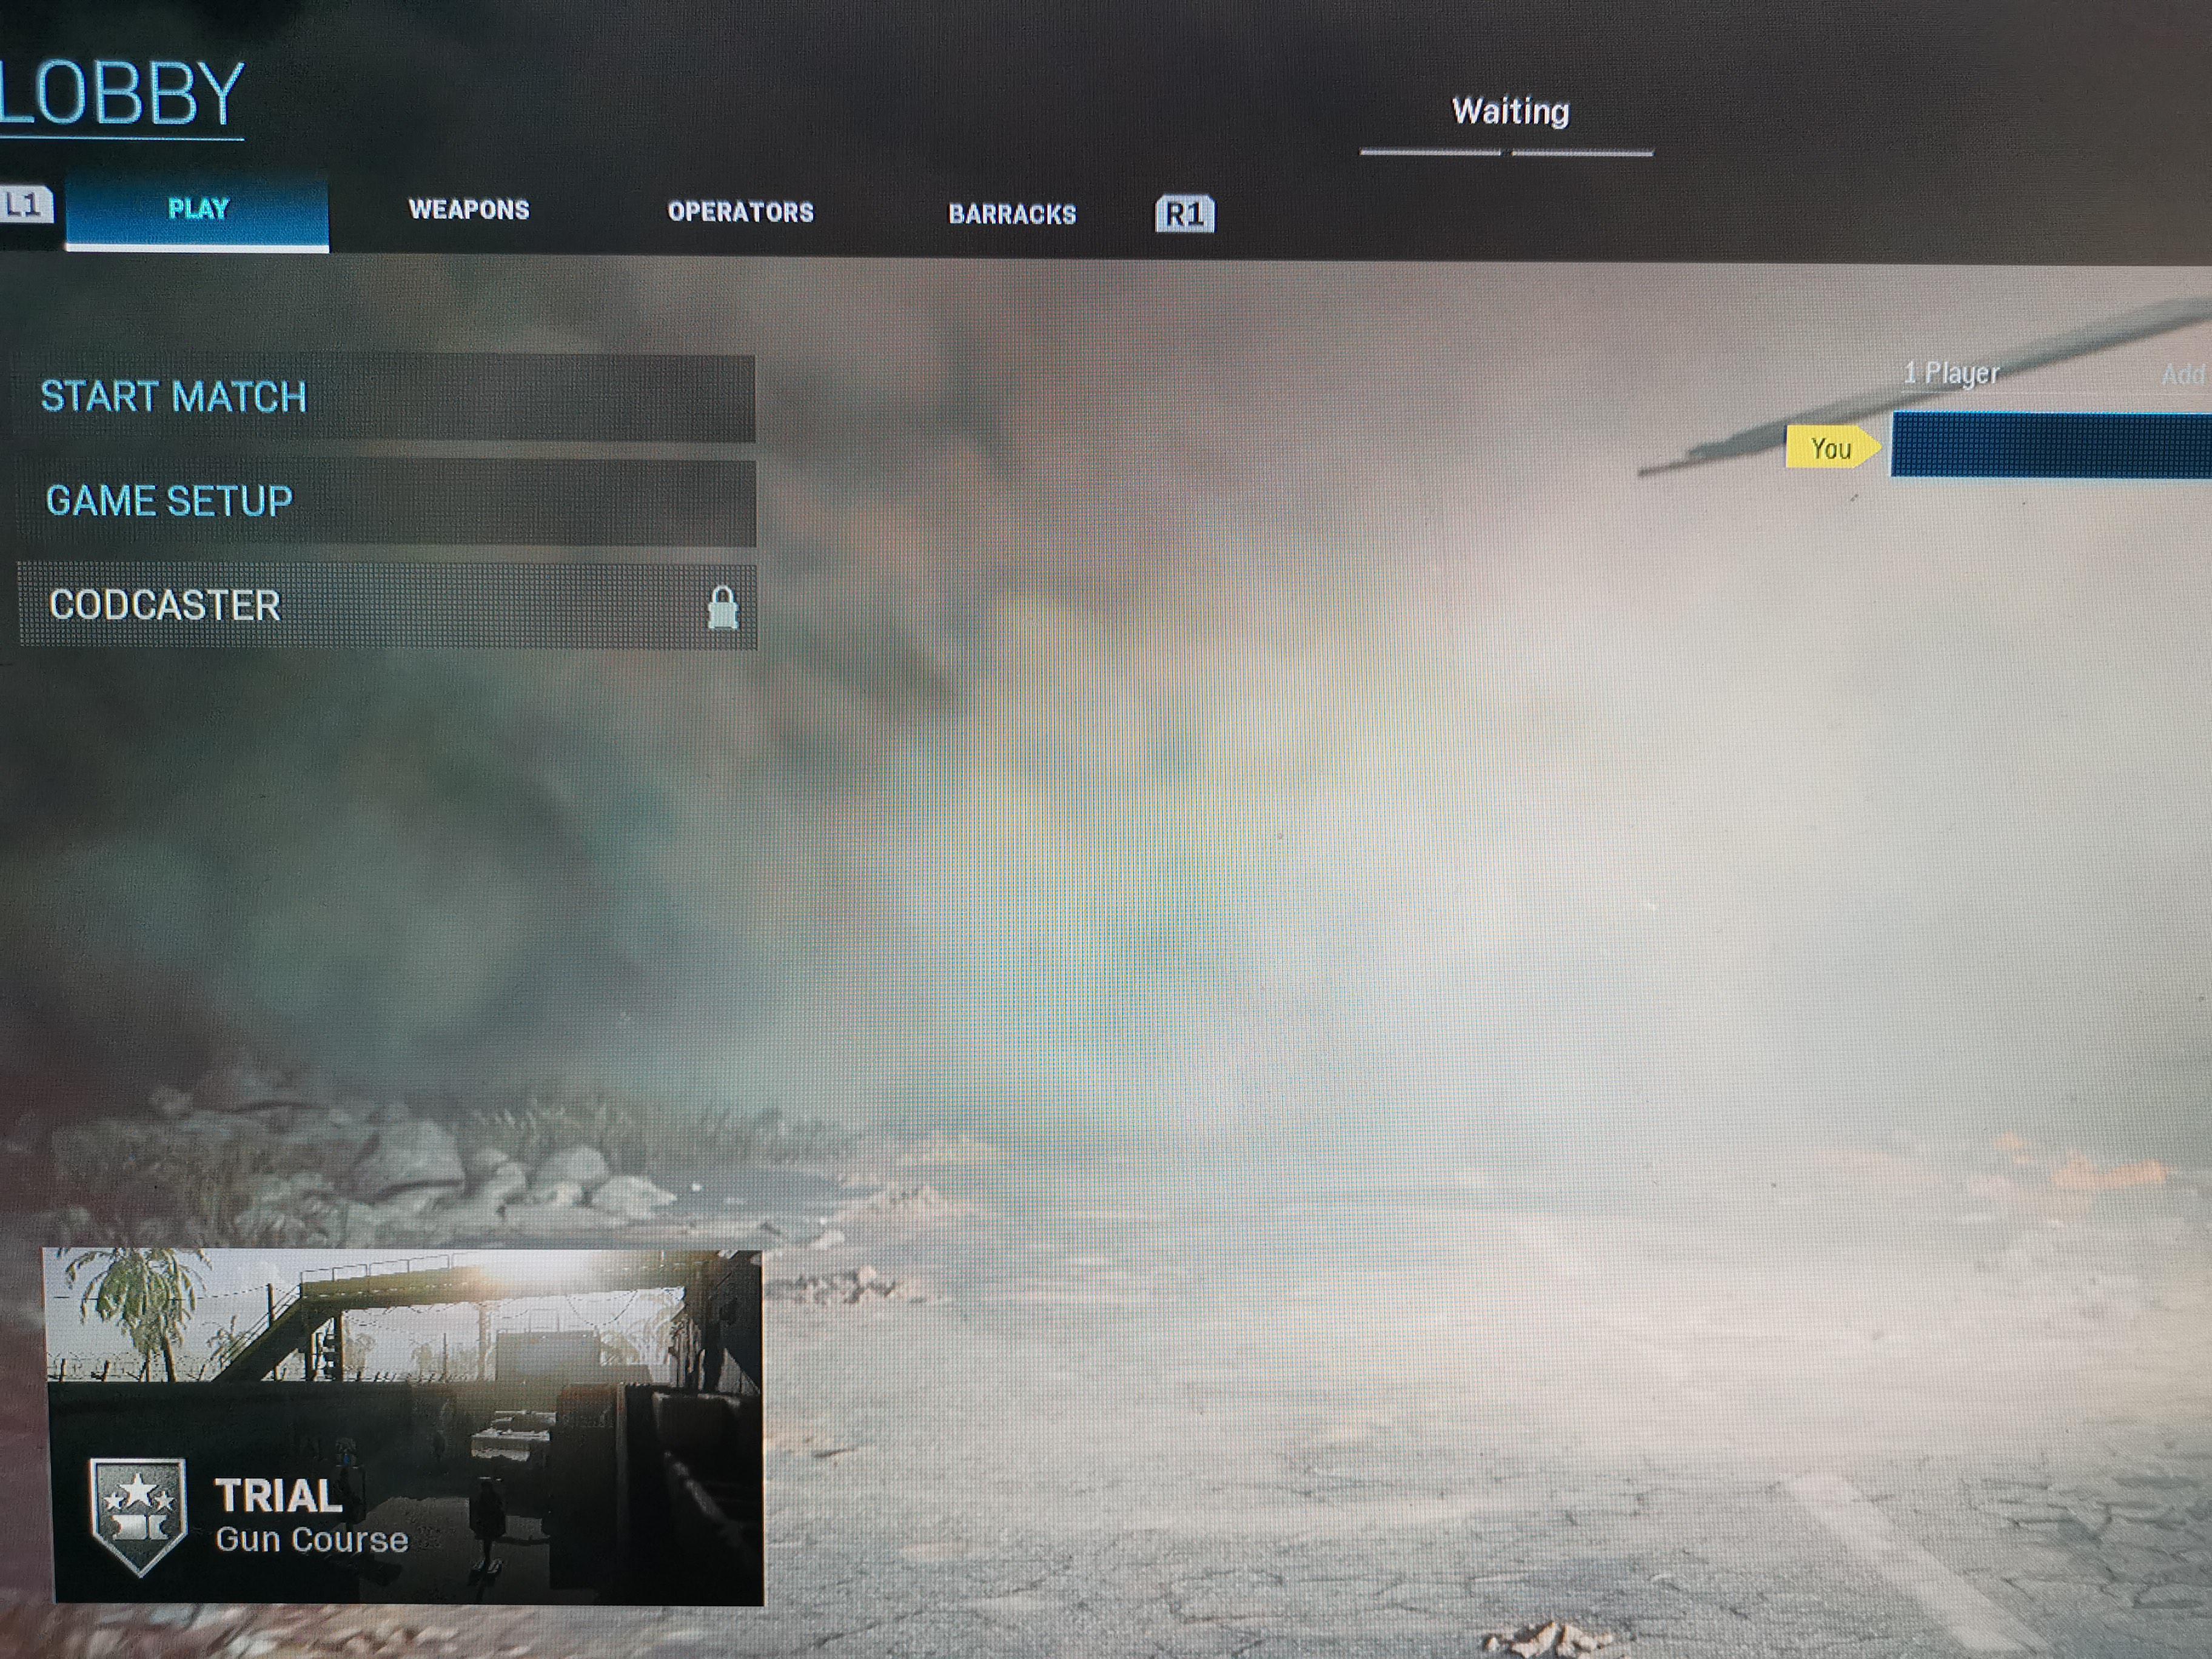 LOBBY
Waiting
L1 PLAY WEAPONS OPERATORS BARRACKS R1
1 Player Add
START MATCH
You
GAME SETUP
CODCASTER
TRIAL
Gun Course